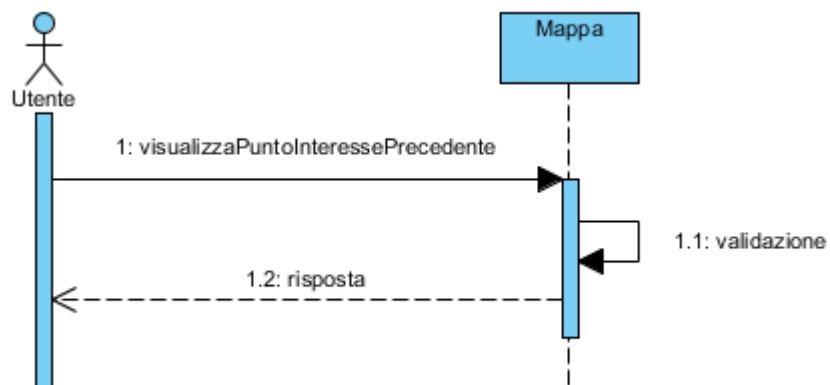 Mappa
Utente
1: visualizzaPuntoInteressePrecedente
1.1: validazione
1.2: risposta